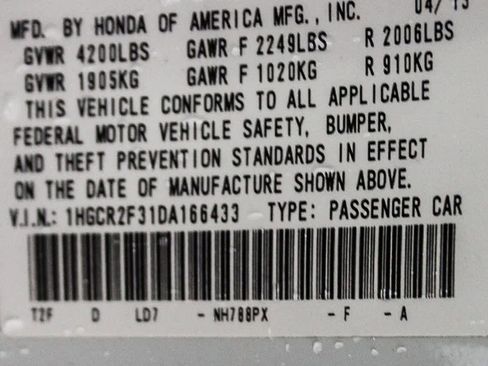 MFD. BY HONDA OF AMERICA MFG., INC. 04/13
GVWR 4200LBS GAWR F 2249LBS R 2006LBS
GVWR 1905KG GAWR F 1020KG R 910KG
THIS VEHICLE CONFORMS TO ALL APPLICABLE
FEDERAL MOTOR VEHICLE SAFETY, BUMPER,
AND THEFT PREVENTION STANDARDS IN EFFECT
ON THE DATE OF MANUFACTURE SHOWN ABOVE.
V.I.N.: 1HGCR2F31DA166433 TYPE: PASSENGER CAR
T2F D LD7 - NH788PX - F - A